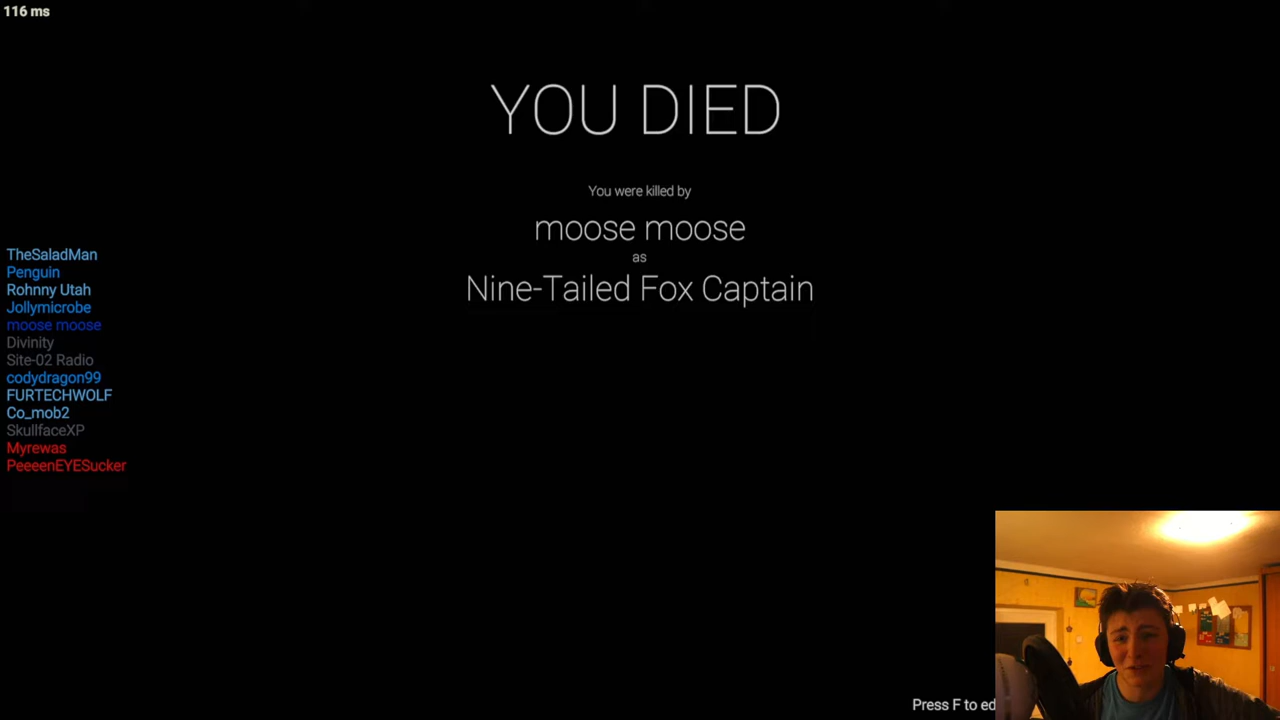 116 ms
YOU DIED
You were killed by
moose moose
as
Nine-Tailed Fox Captain
TheSaladMan
Penguin
Rohnny Utah
Jollymicrobe
moose moose
Divinity
Site-02 Radio
codydragon99
FURTECHWOLF
Co_mob2
SkullfaceXP
Myrewas
PeeeenEYESucker
Press F to ed